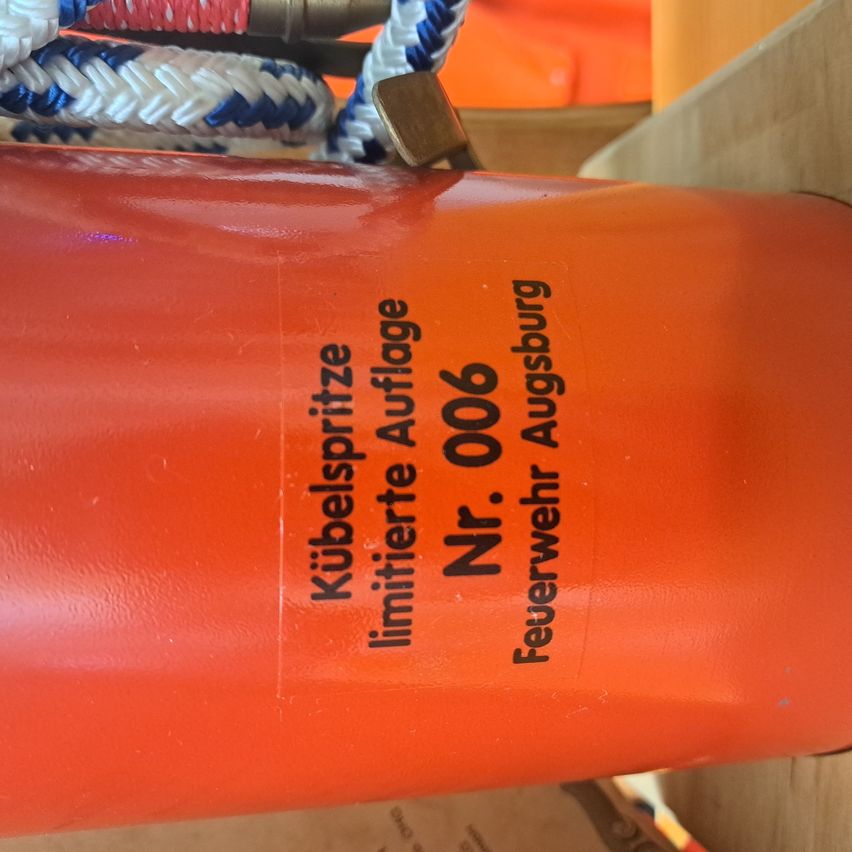 Kübelspritze
limitierte Auflage
Nr. 006
Feuerwehr Augsburg